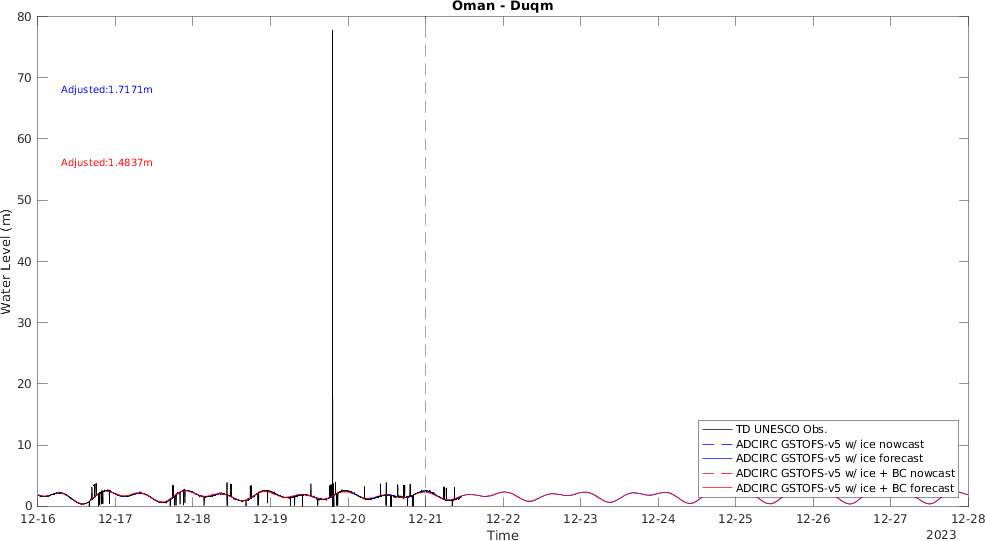 Oman - Duqm
80
70
60
50
40
30
20
10
0
Water Level (m)
Adjusted:1.7171m
Adjusted:1.4837m
TD UNESCO Obs.
ADCIRC GSTOFS-v5 w/ ice nowcast
ADCIRC GSTOFS-v5 w/ ice forecast
ADCIRC GSTOFS-v5 w/ ice + BC nowcast
ADCIRC GSTOFS-v5 w/ ice + BC forecast
12-16 12-17 12-18 12-19 12-20 12-21 12-22 12-23 12-24 12-25 12-26 12-27 12-28
Time
2023